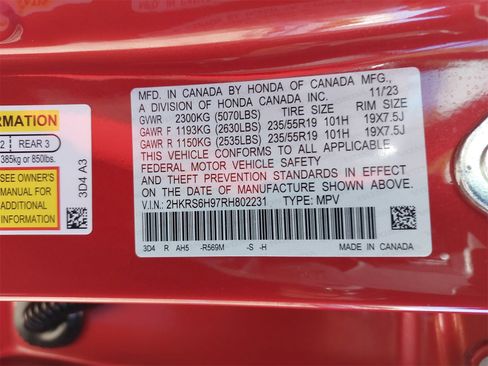 ORMATION
2 REAR 3
385kg or 850lbs.
SEE OWNER'S
MANUAL FOR
ADDITIONAL
INFORMATION
3D4 A3
MFD. IN CANADA BY HONDA OF CANADA MFG.,
A DIVISION OF HONDA CANADA INC. 11/23
GVWR 2300KG (5070LBS) TIRE SIZE RIM SIZE
GAWR F 1193KG (2630LBS) 235/55R19 101H 19X7.5J
GAWR R 1150KG (2535LBS) 235/55R19 101H 19X7.5J
THIS VEHICLE CONFORMS TO ALL APPLICABLE
FEDERAL MOTOR VEHICLE SAFETY
AND THEFT PREVENTION STANDARDS IN EFFECT
ON THE DATE OF MANUFACTURE SHOWN ABOVE.
V.I.N.: 2HKRS6H97RH802231 TYPE: MPV
3D4 R AH5 -R569M -S -H
MADE IN CANADA